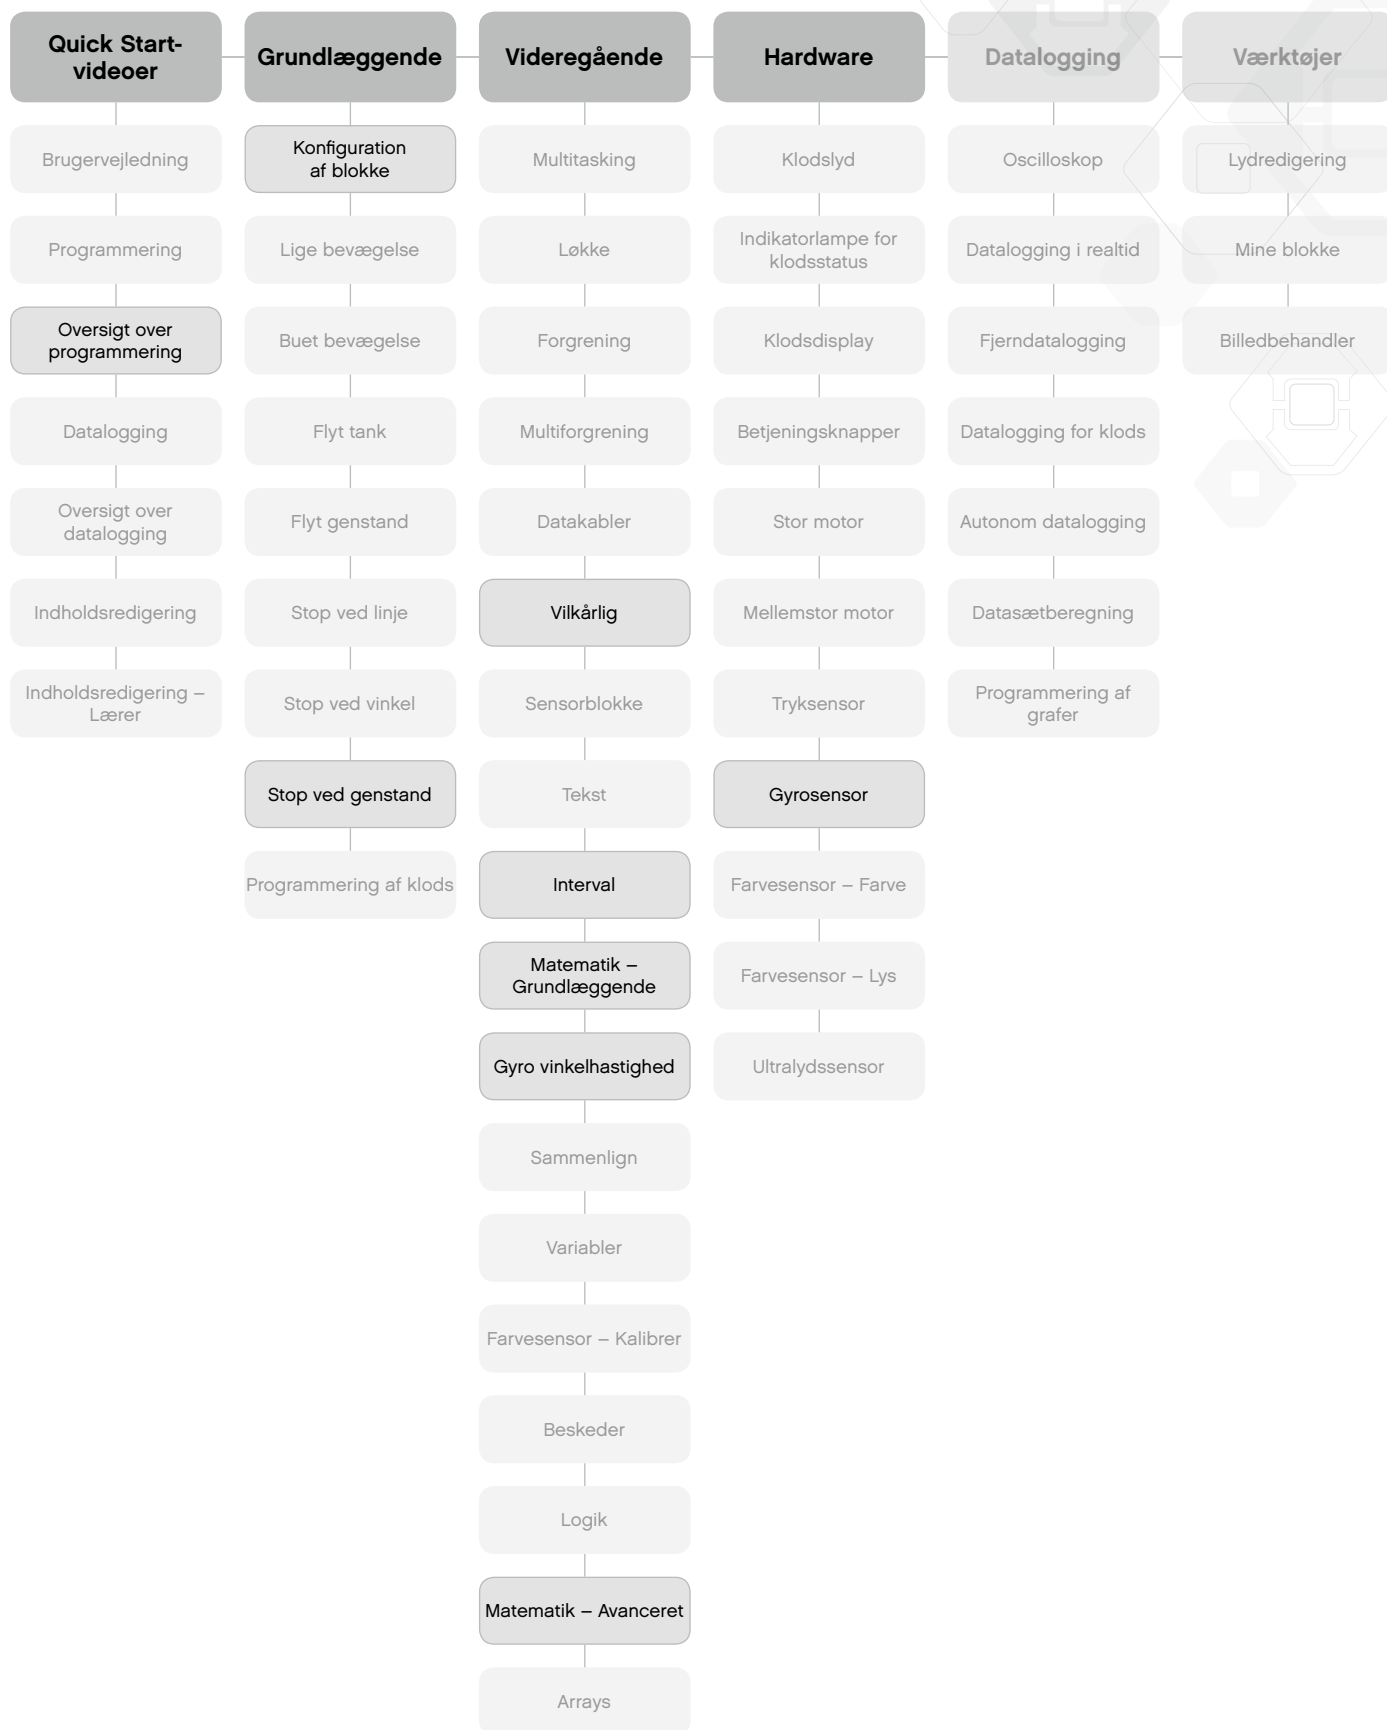 Quick Start-
videoer
Brugervejledning
Programmering
Oversigt over
programmering
Datalogging
Oversigt over
datalogging
Indholdsredigering
Indholdsredigering –
Lærer
Grundlæggende
Konfiguration
af blokke
Lige bevægelse
Buet bevægelse
Flyt tank
Flyt genstand
Stop ved linje
Stop ved vinkel
Stop ved genstand
Programmering af klods
Videregående
Multitasking
Løkke
Forgrening
Multiforgrening
Datakabler
Vilkårlig
Sensorblokke
Tekst
Interval
Matematik –
Grundlæggende
Gyro vinkelhastighed
Sammenlign
Variabler
Farvesensor – Kalibrer
Beskeder
Logik
Matematik – Avanceret
Arrays
Hardware
Klodslyd
Indikatorlampe for
klodsstatus
Klodsdisplay
Betjeningsknapper
Stor motor
Mellemstor motor
Tryksensor
Gyrosensor
Farvesensor – Farve
Farvesensor – Lys
Ultralydssensor
Datalogging
Oscilloskop
Datalogging i realtid
Fjerndatalogging
Datalogging for klods
Autonom datalogging
Datasætberegning
Programmering af
grafer
Værktøjer
Lydredigering
Mine blokke
Billedbehandler